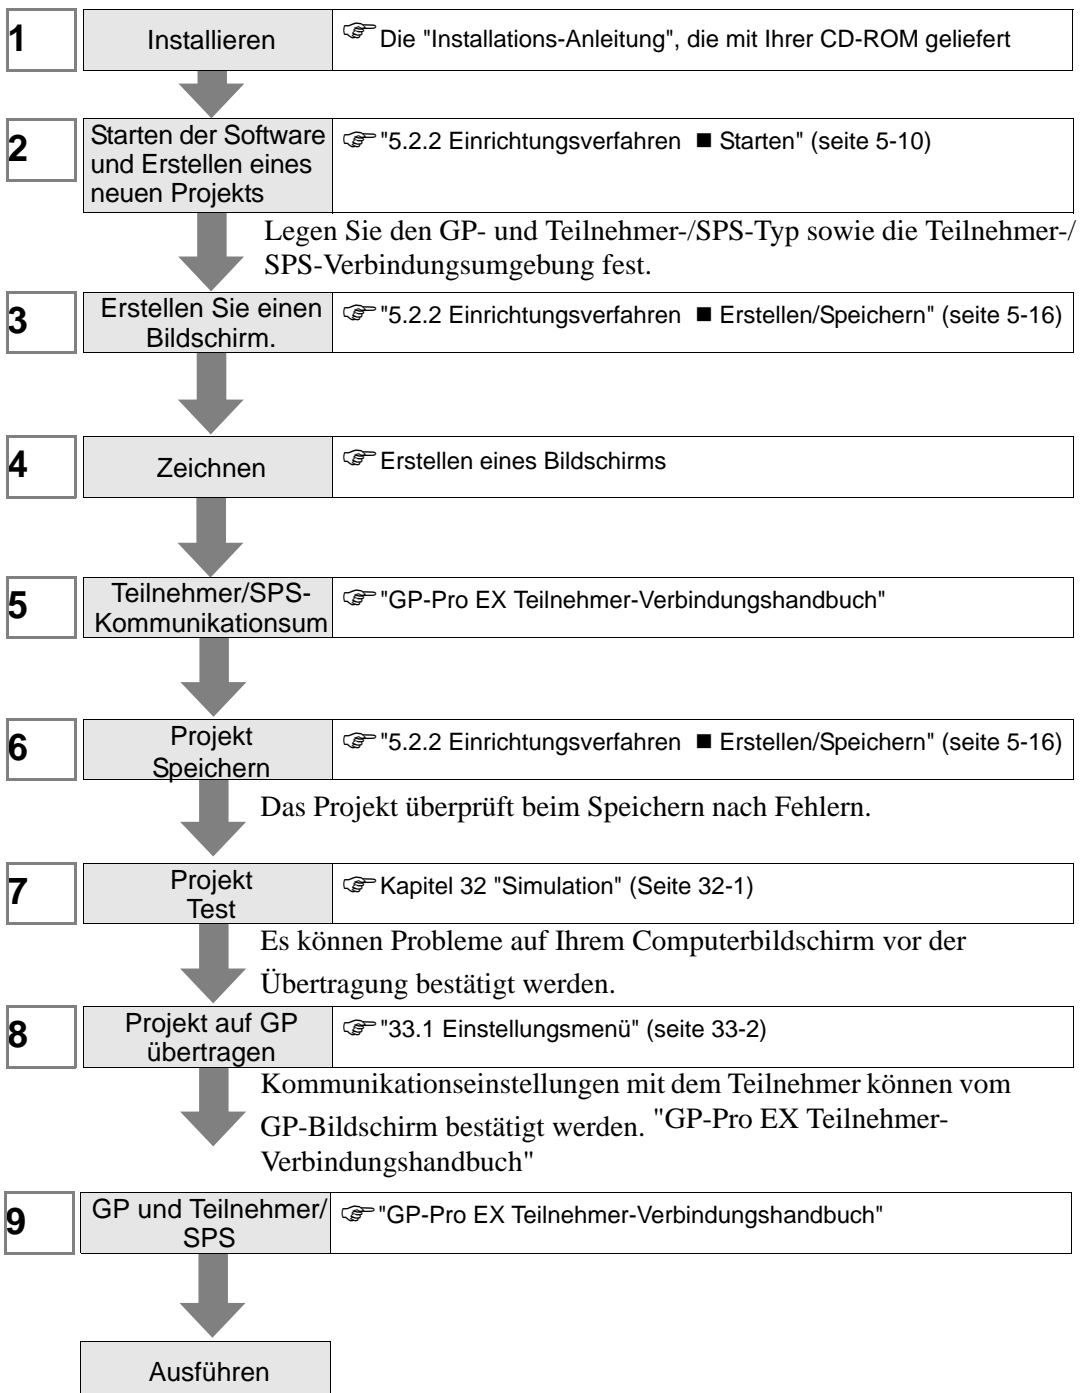 1
Installieren
☞ Die "Installations-Anleitung", die mit Ihrer CD-ROM geliefert
2
Starten der Software
und Erstellen eines
neuen Projekts
☞ "5.2.2 Einrichtungsverfahren ■ Starten" (seite 5-10)
Legen Sie den GP- und Teilnehmer-/SPS-Typ sowie die Teilnehmer-/
SPS-Verbindungsumgebung fest.
3
Erstellen Sie einen
Bildschirm.
☞ "5.2.2 Einrichtungsverfahren ■ Erstellen/Speichern" (seite 5-16)
4
Zeichnen
☞ Erstellen eines Bildschirms
5
Teilnehmer/SPS-
Kommunikationsum
☞ "GP-Pro EX Teilnehmer-Verbindungshandbuch"
6
Projekt
Speichern
☞ "5.2.2 Einrichtungsverfahren ■ Erstellen/Speichern" (seite 5-16)
Das Projekt überprüft beim Speichern nach Fehlern.
7
Projekt
Test
☞ Kapitel 32 "Simulation" (Seite 32-1)
Es können Probleme auf Ihrem Computerbildschirm vor der
Übertragung bestätigt werden.
8
Projekt auf GP
übertragen
☞ "33.1 Einstellungsmenü" (seite 33-2)
Kommunikationseinstellungen mit dem Teilnehmer können vom
GP-Bildschirm bestätigt werden. "GP-Pro EX Teilnehmer-
Verbindungshandbuch"
9
GP und Teilnehmer/
SPS
☞ "GP-Pro EX Teilnehmer-Verbindungshandbuch"
Ausführen